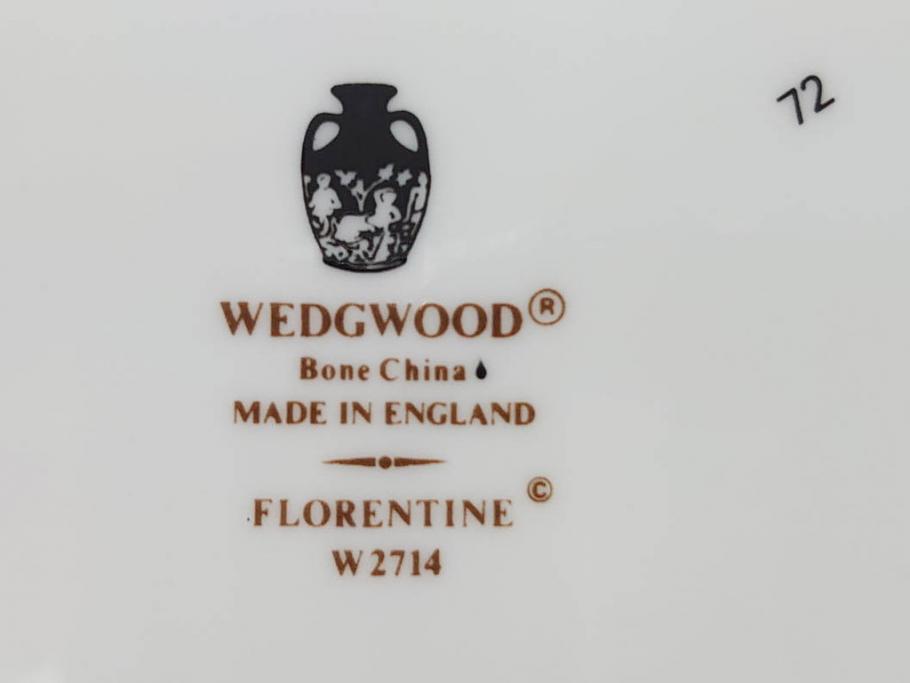 72
WEDGWOOD®
Bone China
MADE IN ENGLAND
FLORENTINE ©
W2714